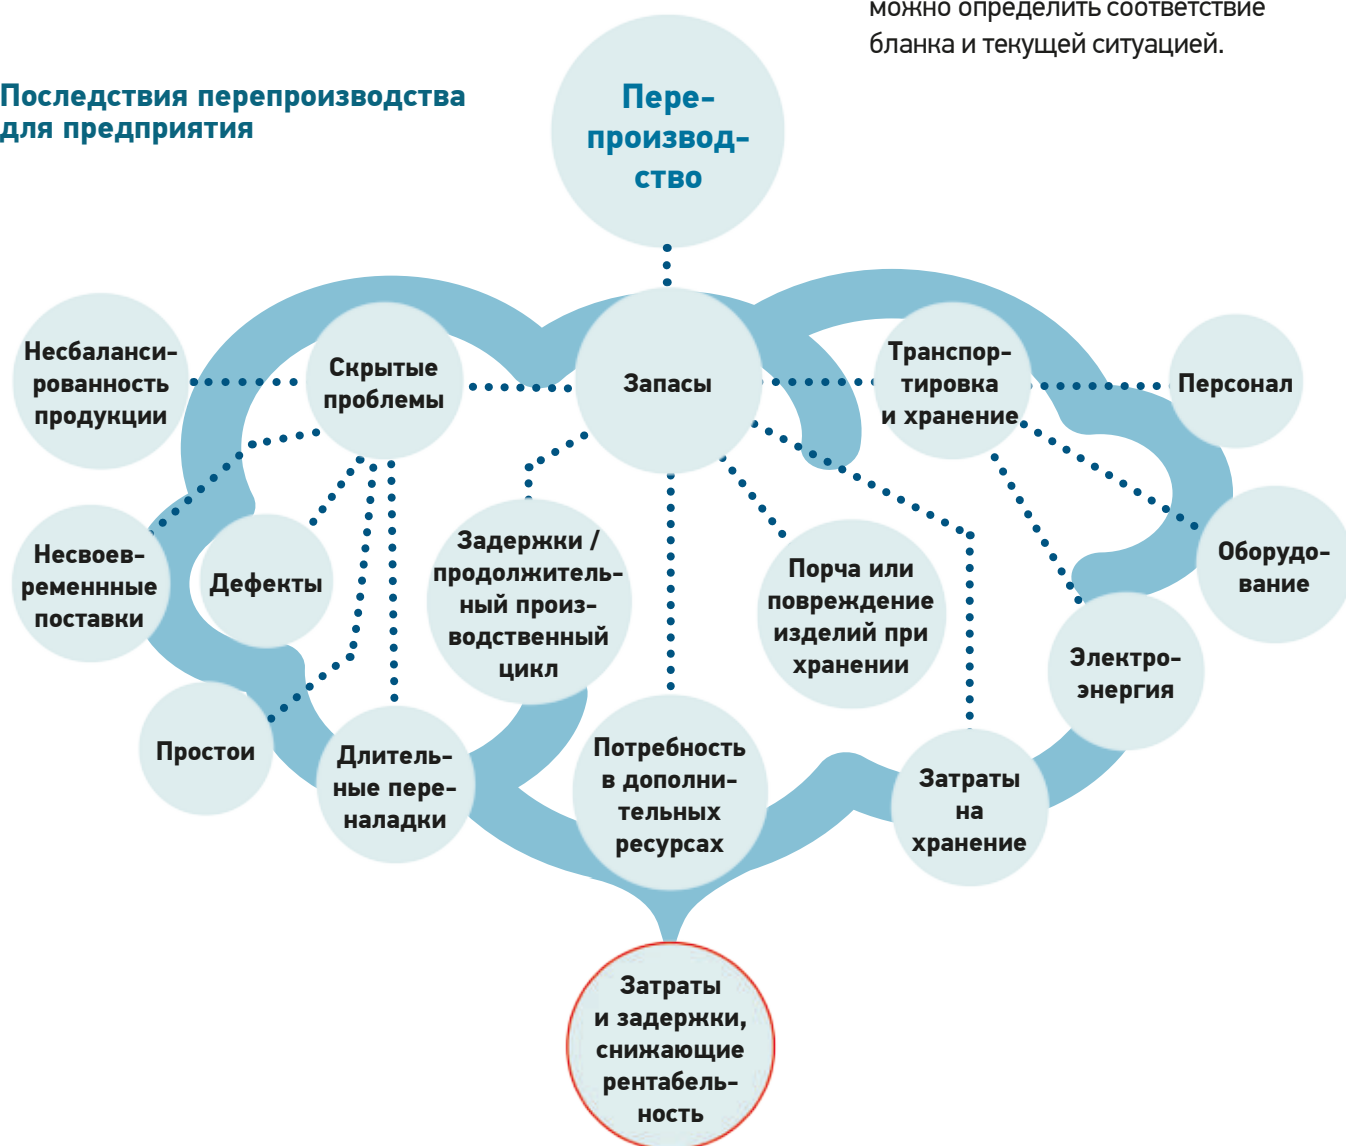 можно определить соответствие
бланка и текущей ситуацией.
Последствия перепроизводства
для предприятия
Пере-
производ-
ство
Несбаланси-
рованность
продукции
Скрытые
проблемы
Запасы
Транспор-
тировка
и хранение
Персонал
Несвоев-
ременнные
поставки
Дефекты
Задержки /
продолжитель-
ный произ-
водственный
цикл
Порча или
повреждение
изделий при
хранении
Оборудо-
вание
Электро-
энергия
Простои
Длитель-
ные пере-
наладки
Потребность
в дополни-
тельных
ресурсах
Затраты
на
хранение
Затраты
и задержки,
снижающие
рентабель-
ность